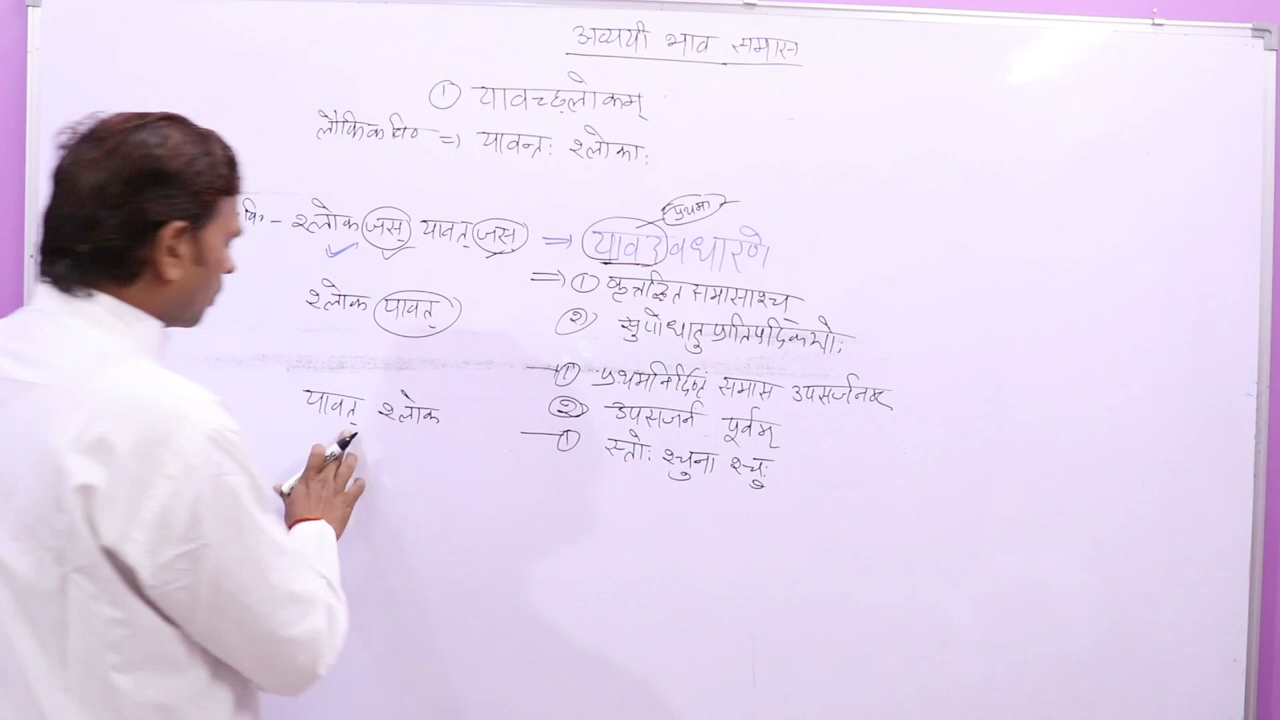 अव्ययी भाव समास
① यावच्छ्लोकम्
लौकिक वि० => यावन्तः श्लोकाः
वि० - श्लोक जस् यावत् जस् => यावदवधारणे
प्रथमा
श्लोक यावत्
=> ① कृत्तद्धित समासाश्च
② सुपोधातु प्रातिपदिकयोः
① प्रथमनिर्दिष्टं समास उपसर्जनम्
यावत् श्लोक
② उपसर्जन पूर्वम्
① स्तोः श्चुना श्चुः